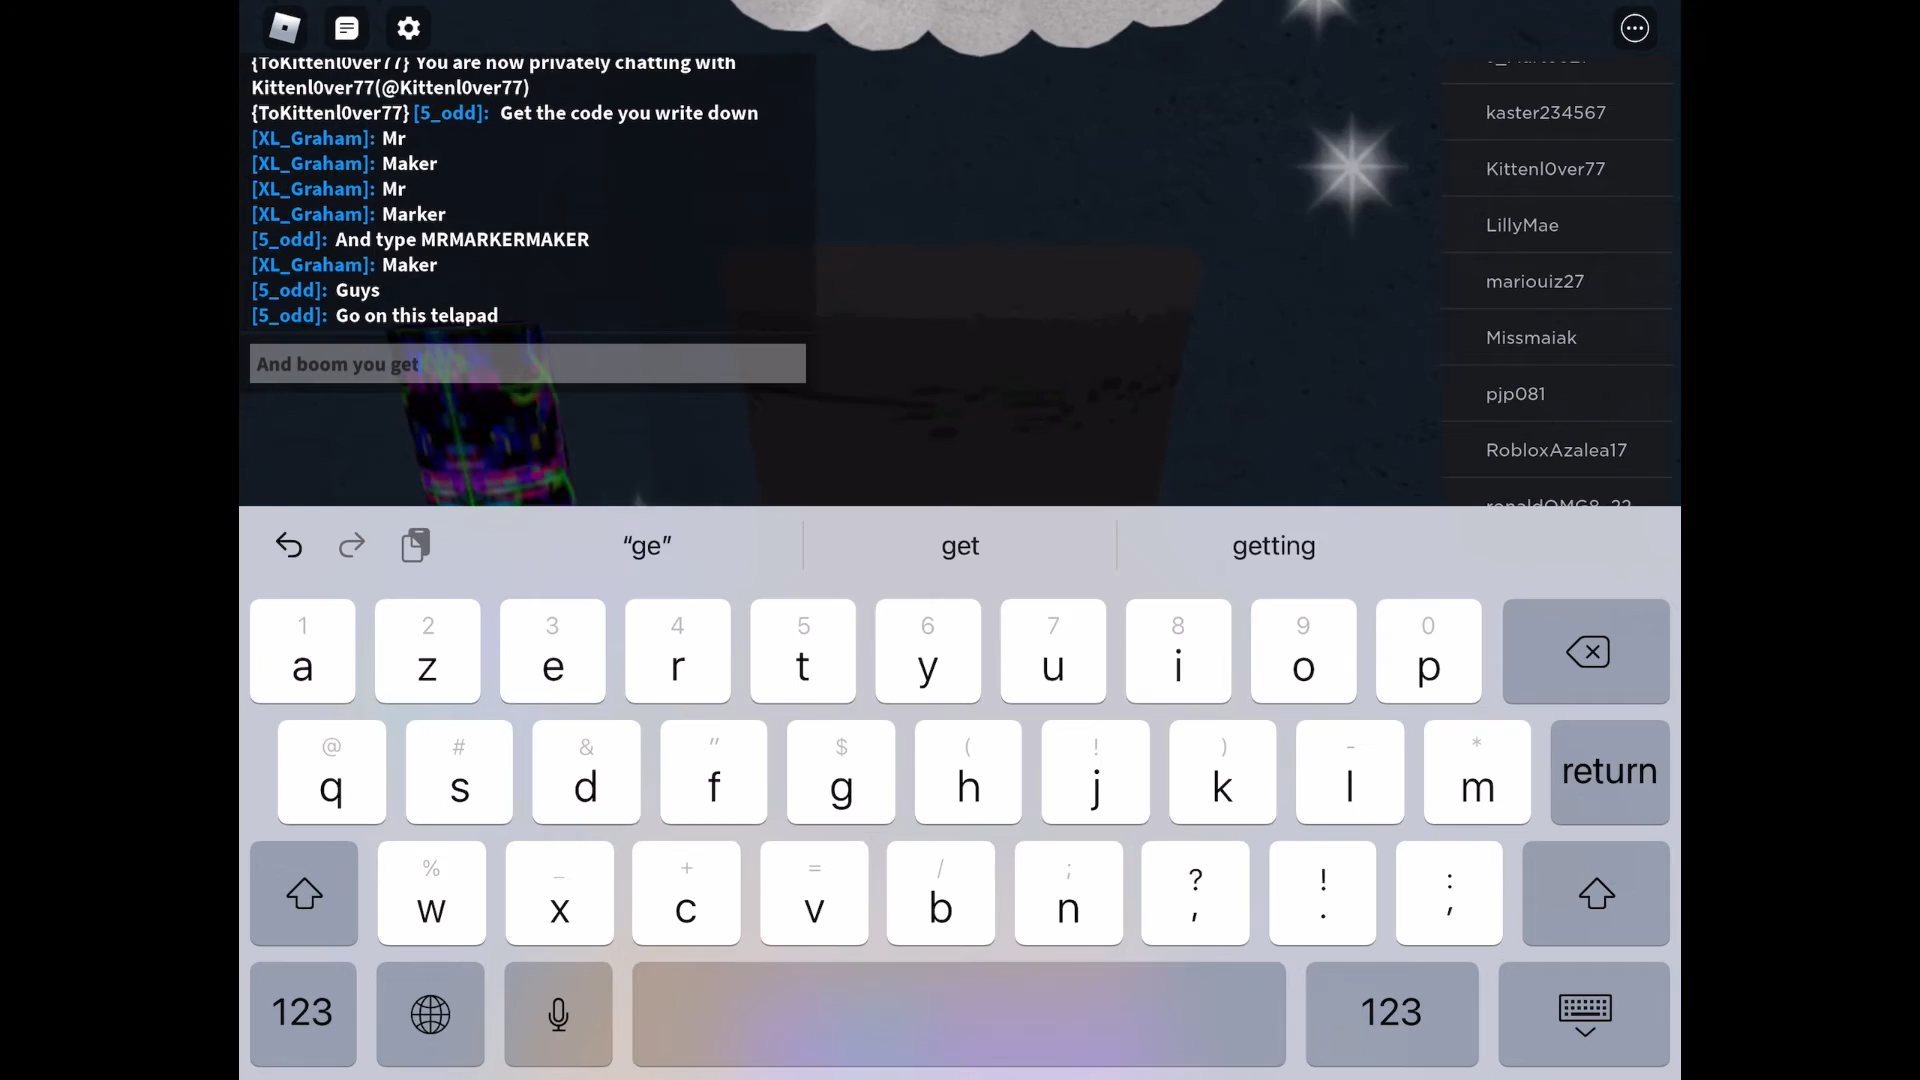 {ToKittenl0ver77} You are now privately chatting with
Kittenl0ver77(@Kittenl0ver77)
{ToKittenl0ver77} [5_odd]: Get the code you write down
[XL_Graham]: Mr
[XL_Graham]: Maker
[XL_Graham]: Mr
[XL_Graham]: Marker
[5_odd]: And type MRMARKERMAKER
[XL_Graham]: Maker
[5_odd]: Guys
[5_odd]: Go on this telapad
And boom you get
kaster234567
Kittenl0ver77
LillyMae
mariouiz27
Missmaiak
pjp081
RobloxAzalea17
“ge” get getting
1 2 3 4 5 6 7 8 9 0
a z e r t y u i o p
@ # & " $ ( ! ) - *
q s d f g h j k l m return
% _ + = / ; ? ! :
w x c v b n , . ,
123 123